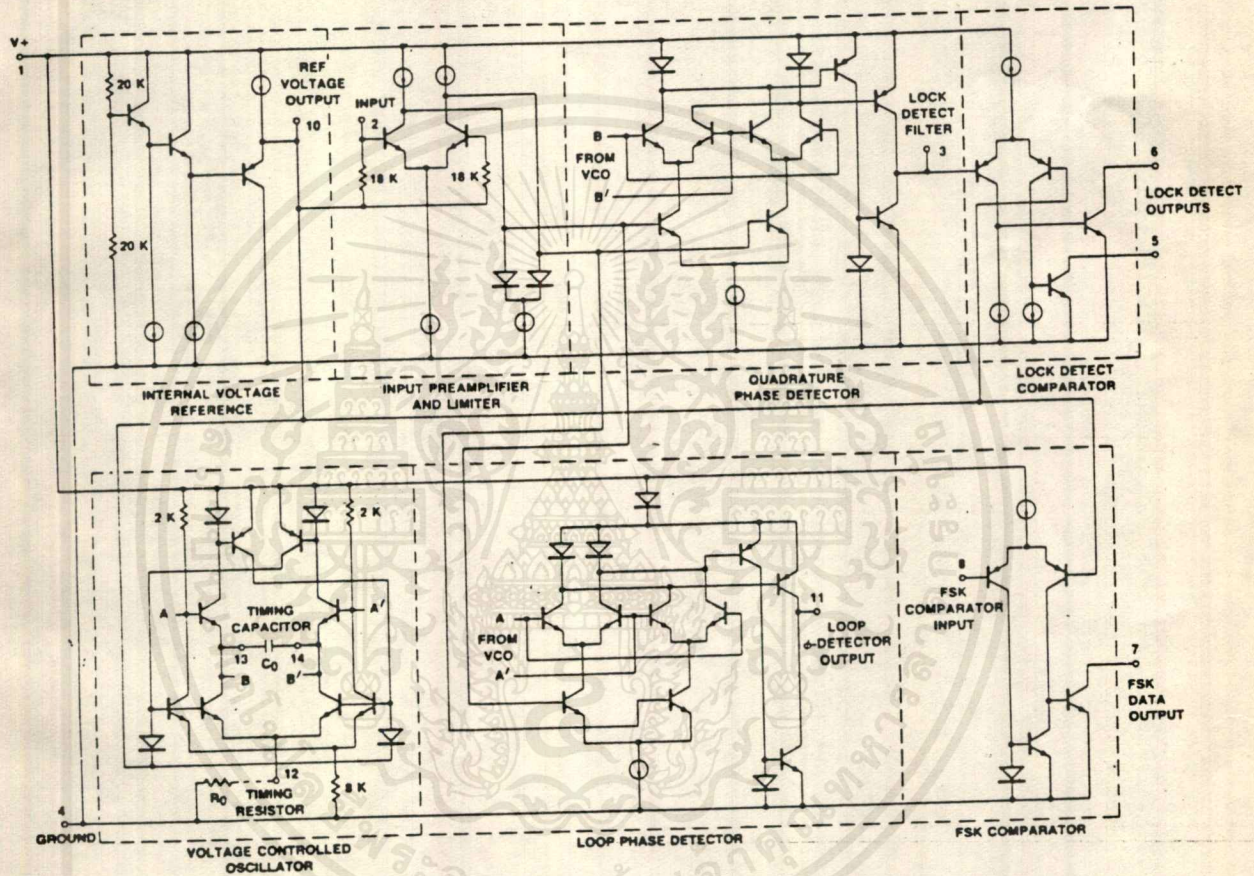 V+
1
20 K
20 K
REF
VOLTAGE
OUTPUT
10
INPUT
2
18 K
18 K
B
FROM
VCO
B'
LOCK
DETECT
FILTER
3
6
LOCK DETECT
OUTPUTS
5
INTERNAL VOLTAGE
REFERENCE
INPUT PREAMPLIFIER
AND LIMITER
QUADRATURE
PHASE DETECTOR
LOCK DETECT
COMPARATOR
2 K
2 K
A
TIMING
CAPACITOR
A'
13
C0
14
B
B'
12
R0
TIMING
RESISTOR
8 K
4
GROUND
A
FROM
VCO
A'
11
LOOP
ϕ-DETECTOR
OUTPUT
8
FSK
COMPARATOR
INPUT
7
FSK
DATA
OUTPUT
VOLTAGE CONTROLLED
OSCILLATOR
LOOP PHASE DETECTOR
FSK COMPARATOR